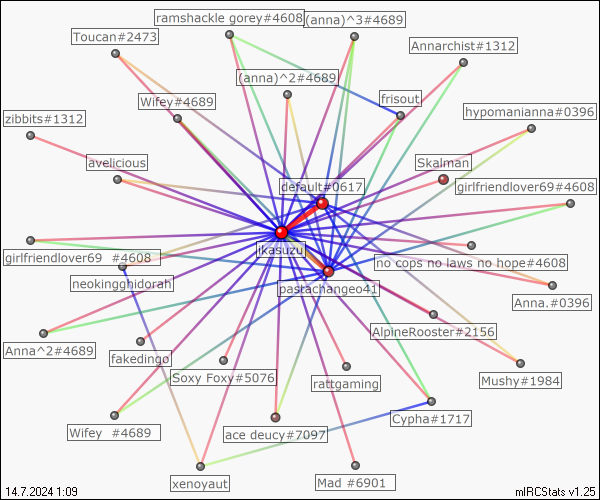 ramshackle gorey#4608
(anna)^3#4689
Toucan#2473
Annarchist#1312
(anna)^2#4689
Wifey#4689
frisout
hypomanianna#0396
zibbits#1312
avelicious
Skalman
default#0617
girlfriendlover69#4608
ikasuzu
girlfriendlover69 #4608
no cops no laws no hope#4608
neokingghidorah
pastachangeo41
Anna.#0396
AlpineRooster#2156
Anna^2#4689
fakedingø
Soxy Foxy#5076
rattgaming
Mushy#1984
Wifey #4689
ace deucy#7097
Cypha#1717
xenoyaut
Mad #6901
14.7.2024 1:09
mIRCStats v1.25